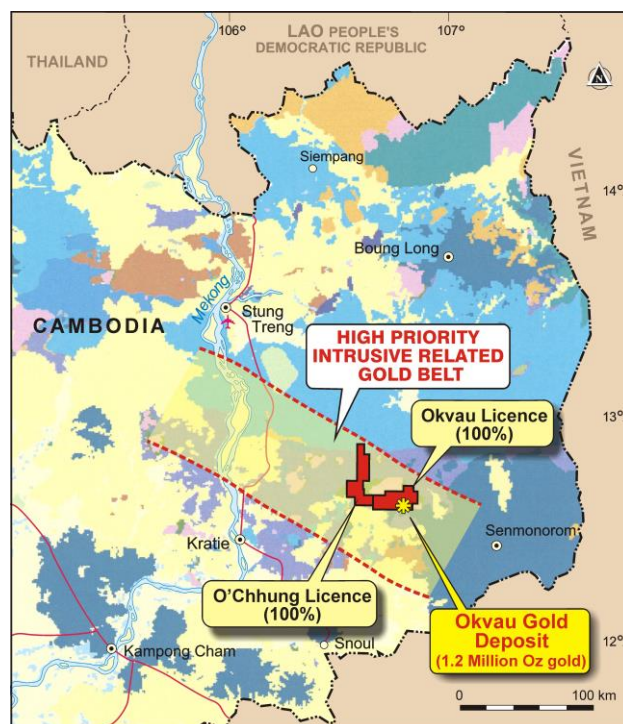 106°
107°
LAO PEOPLE'S
DEMOCRATIC REPUBLIC
THAILAND
N
Siempang
VIETNAM
14°
Boung Long
Mekong
Stung
Treng
CAMBODIA
HIGH PRIORITY
INTRUSIVE RELATED
GOLD BELT
13°
Okvau Licence
(100%)
Kratie
Senmonorom
O'Chhung Licence
(100%)
Okvau Gold
Deposit
(1.2 Million Oz gold)
Snoul
12°
Kampong Cham
0
100 km